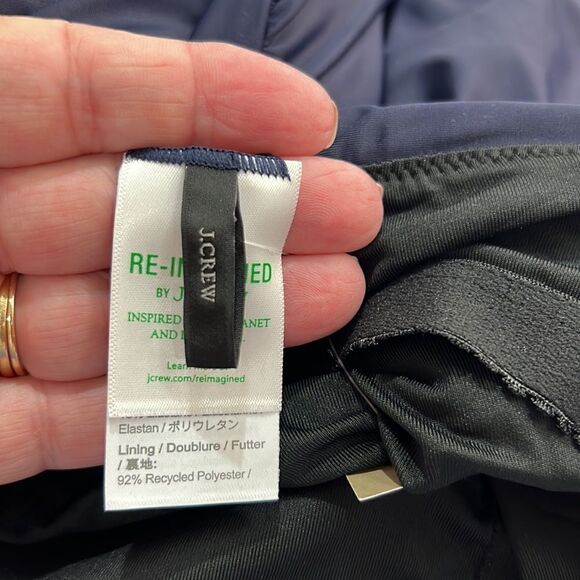 J.CREW
RE-IN ED
BY J
INSPIRED ANET
AND
Lear
jcrew.com/reimagined
Elastan / ポリウレタン
Lining / Doublure / Futter
/ 裏地:
92% Recycled Polyester /